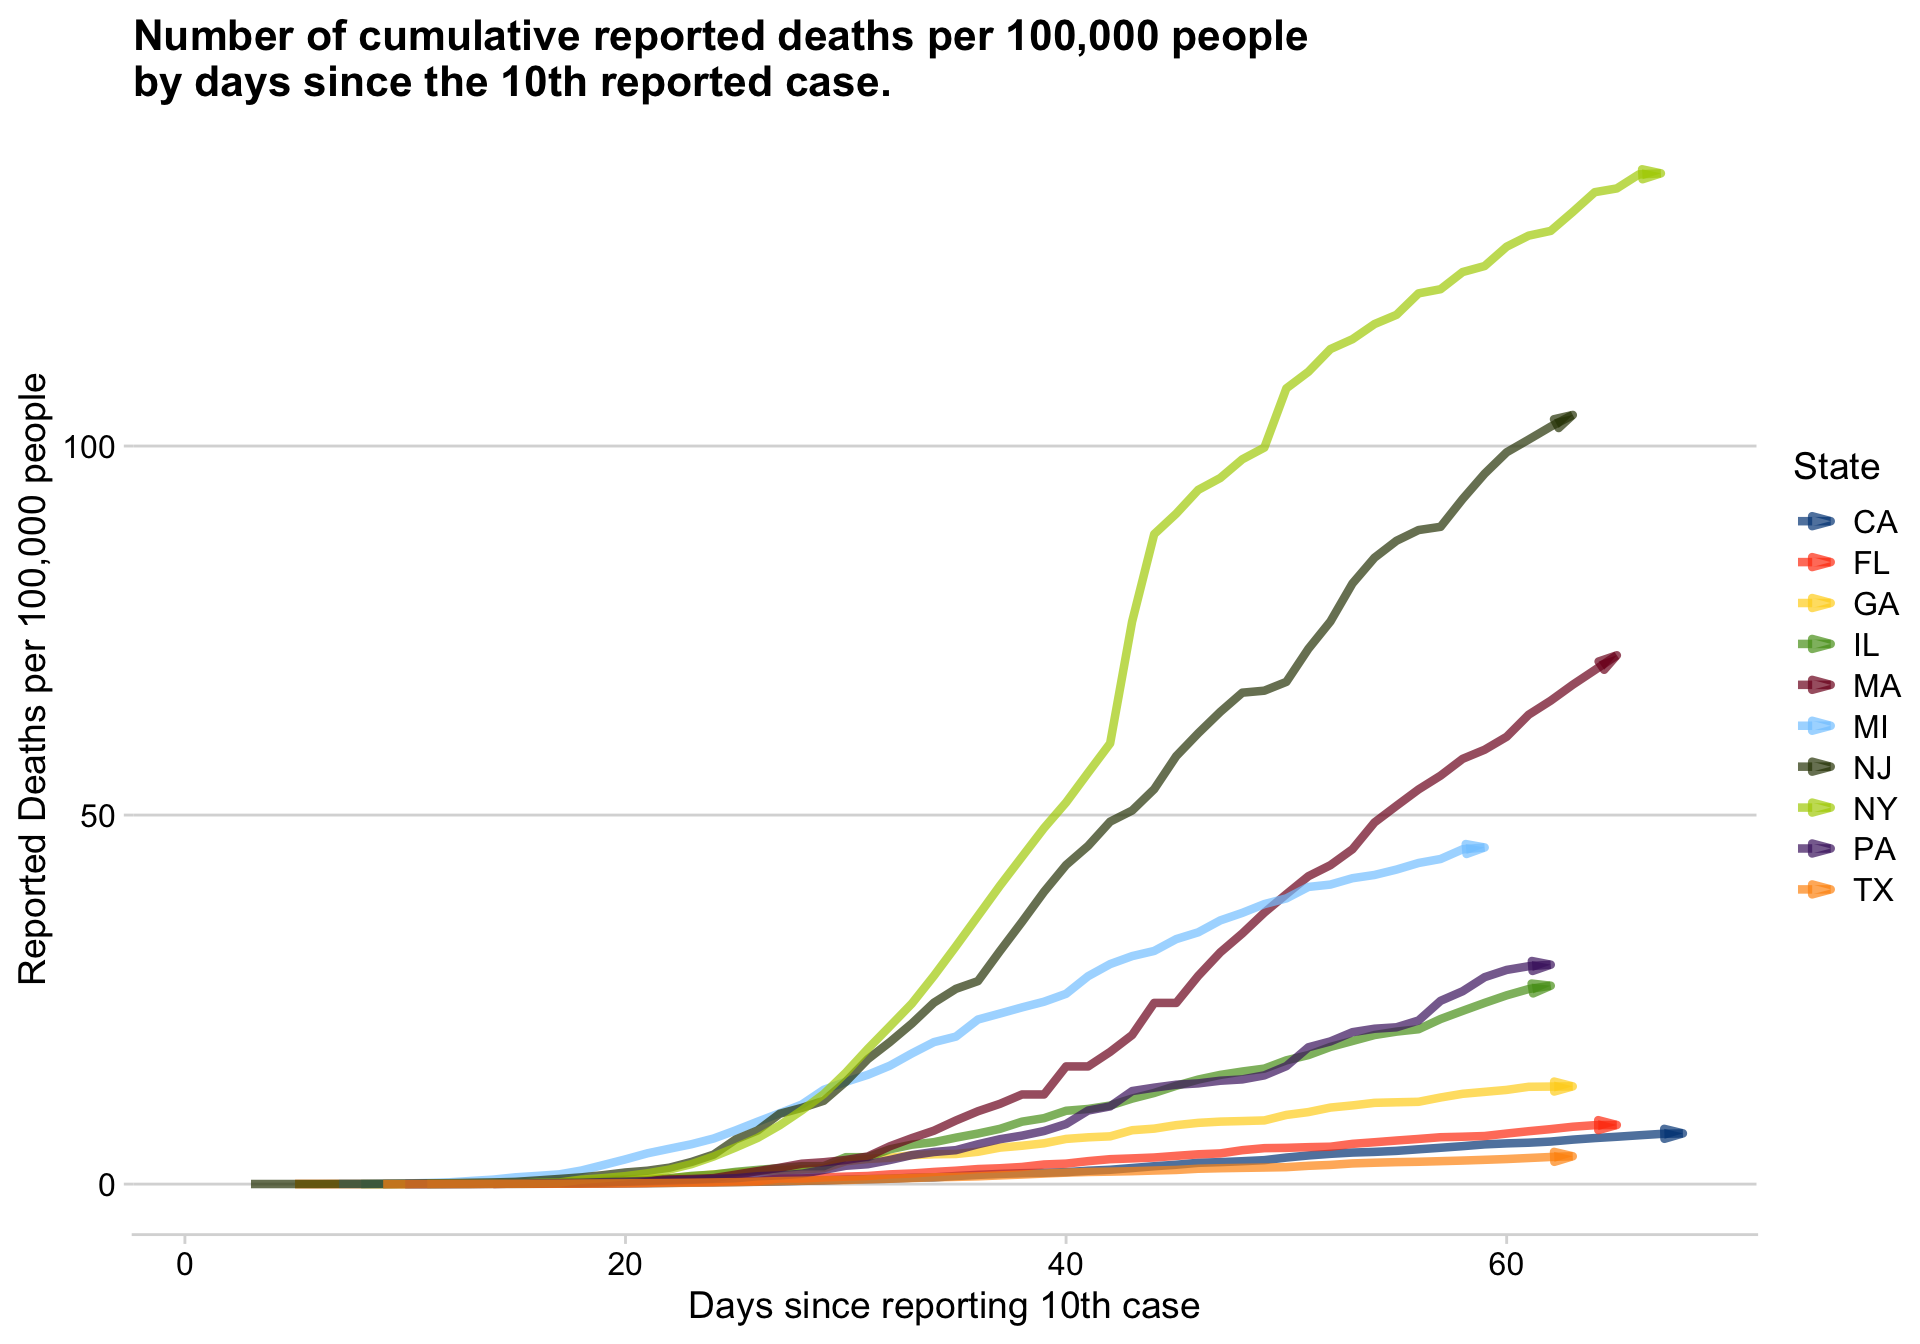 Number of cumulative reported deaths per 100,000 people
by days since the 10th reported case.
Reported Deaths per 100,000 people
100
50
0
0
20
40
60
Days since reporting 10th case
State
CA
FL
GA
IL
MA
MI
NJ
NY
PA
TX